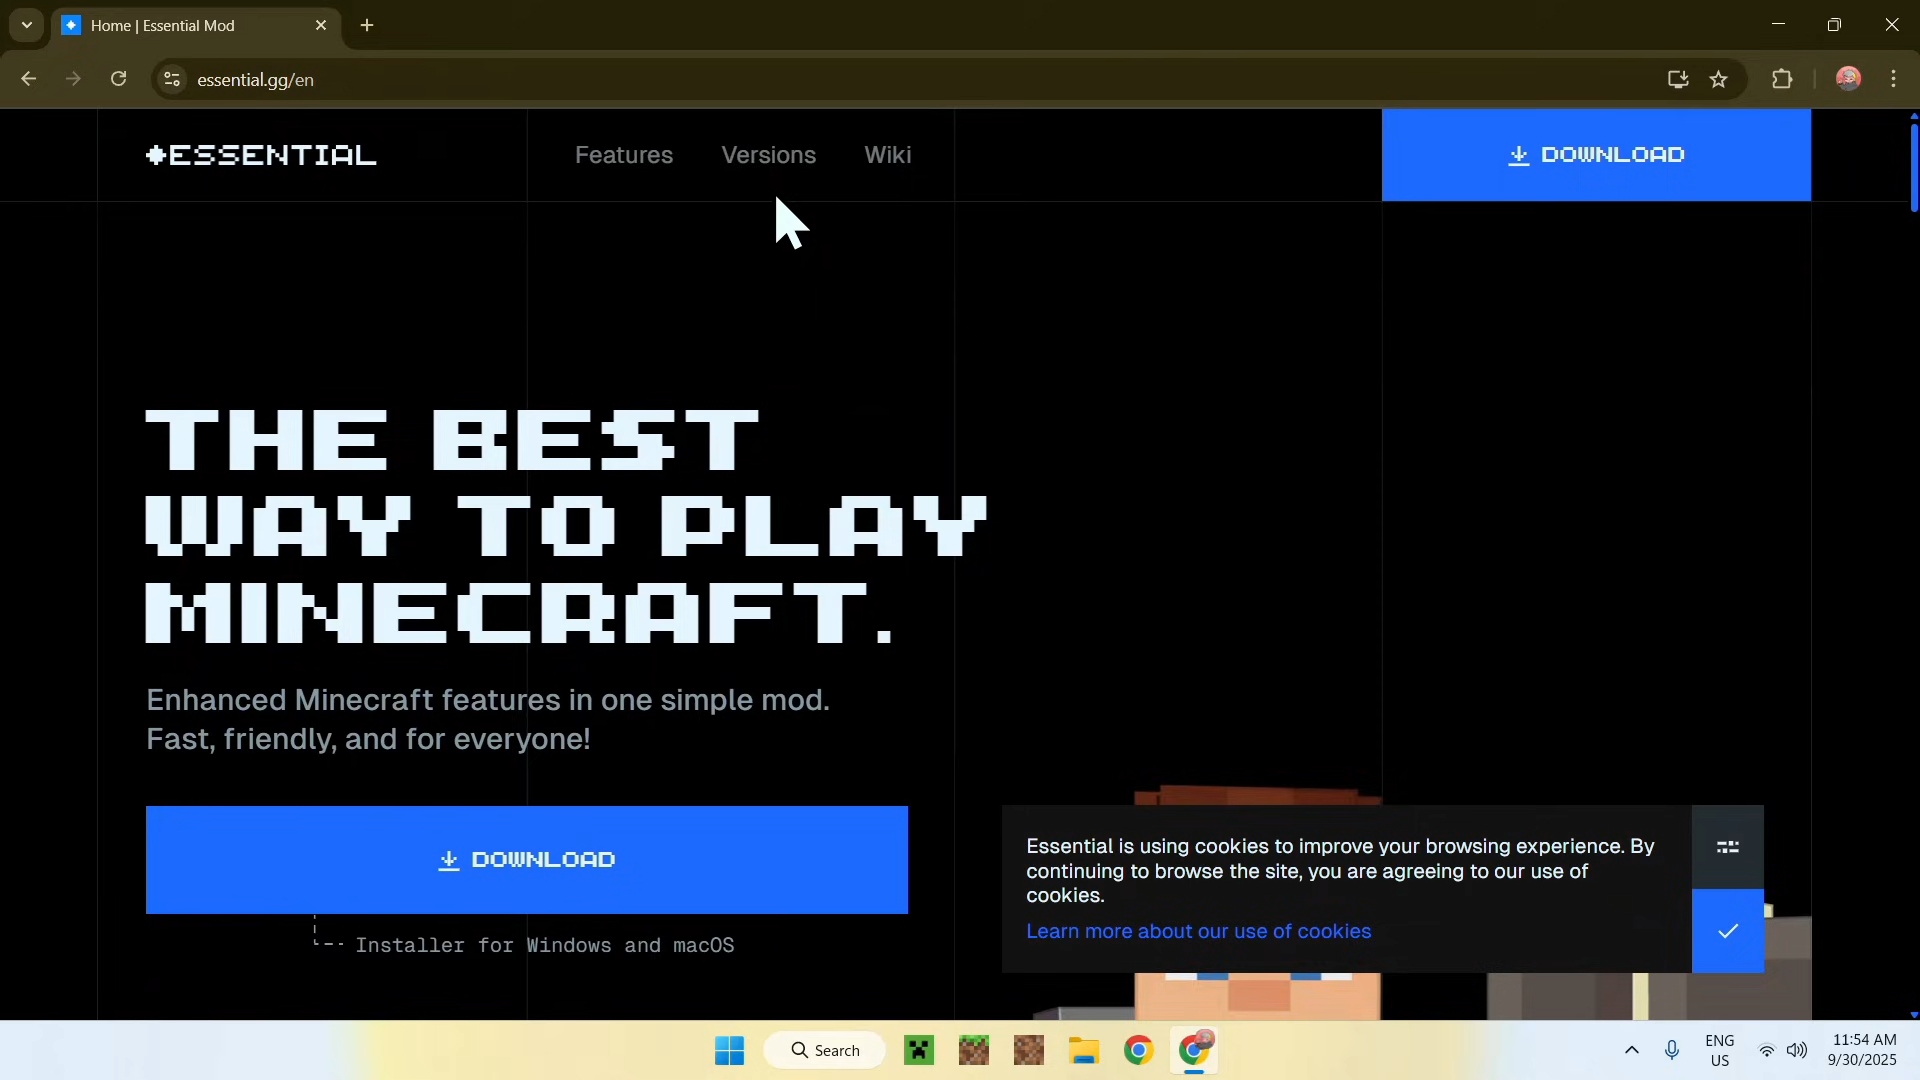 Home | Essential Mod
essential.gg/en
ESSENTIAL
Features
Versions
Wiki
DOWNLOAD
THE BEST
WAY TO PLAY
MINECRAFT.
Enhanced Minecraft features in one simple mod.
Fast, friendly, and for everyone!
DOWNLOAD
Installer for Windows and macOS
Essential is using cookies to improve your browsing experience. By
continuing to browse the site, you are agreeing to our use of
cookies.
Learn more about our use of cookies
Search
ENG
US
11:54 AM
9/30/2025